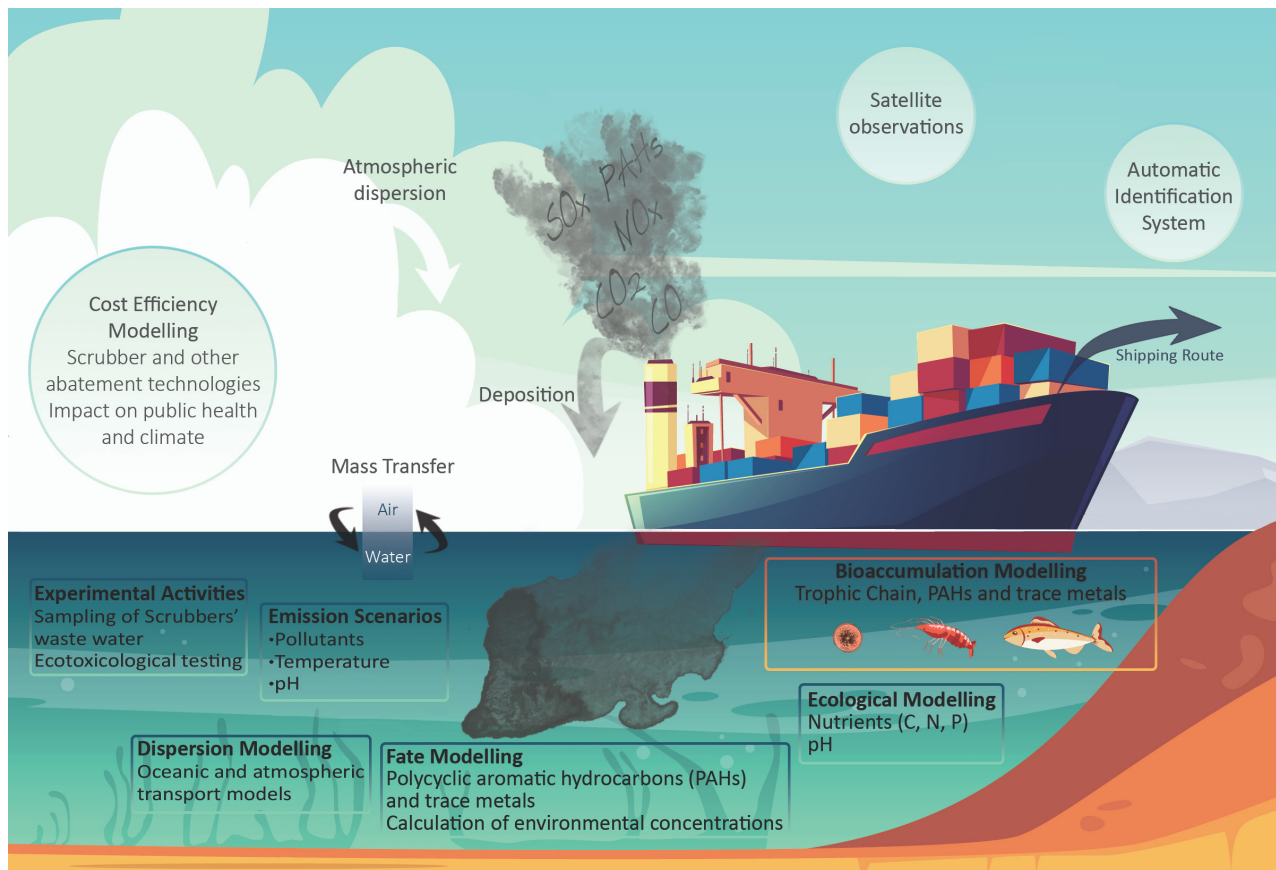 Satellite
observations
Automatic
Identification
System
Atmospheric
dispersion
SOx PAHs
NOx
CO2
CO
Cost Efficiency
Modelling
Scrubber and other
abatement technologies
Impact on public health
and climate
Shipping Route
Deposition
Mass Transfer
Air
Water
Experimental Activities
Sampling of Scrubbers’
waste water
Ecotoxicological testing
Emission Scenarios
•Pollutants
•Temperature
•pH
Bioaccumulation Modelling
Trophic Chain, PAHs and trace metals
Ecological Modelling
Nutrients (C, N, P)
pH
Dispersion Modelling
Oceanic and atmospheric
transport models
Fate Modelling
Polycyclic aromatic hydrocarbons (PAHs)
and trace metals
Calculation of environmental concentrations